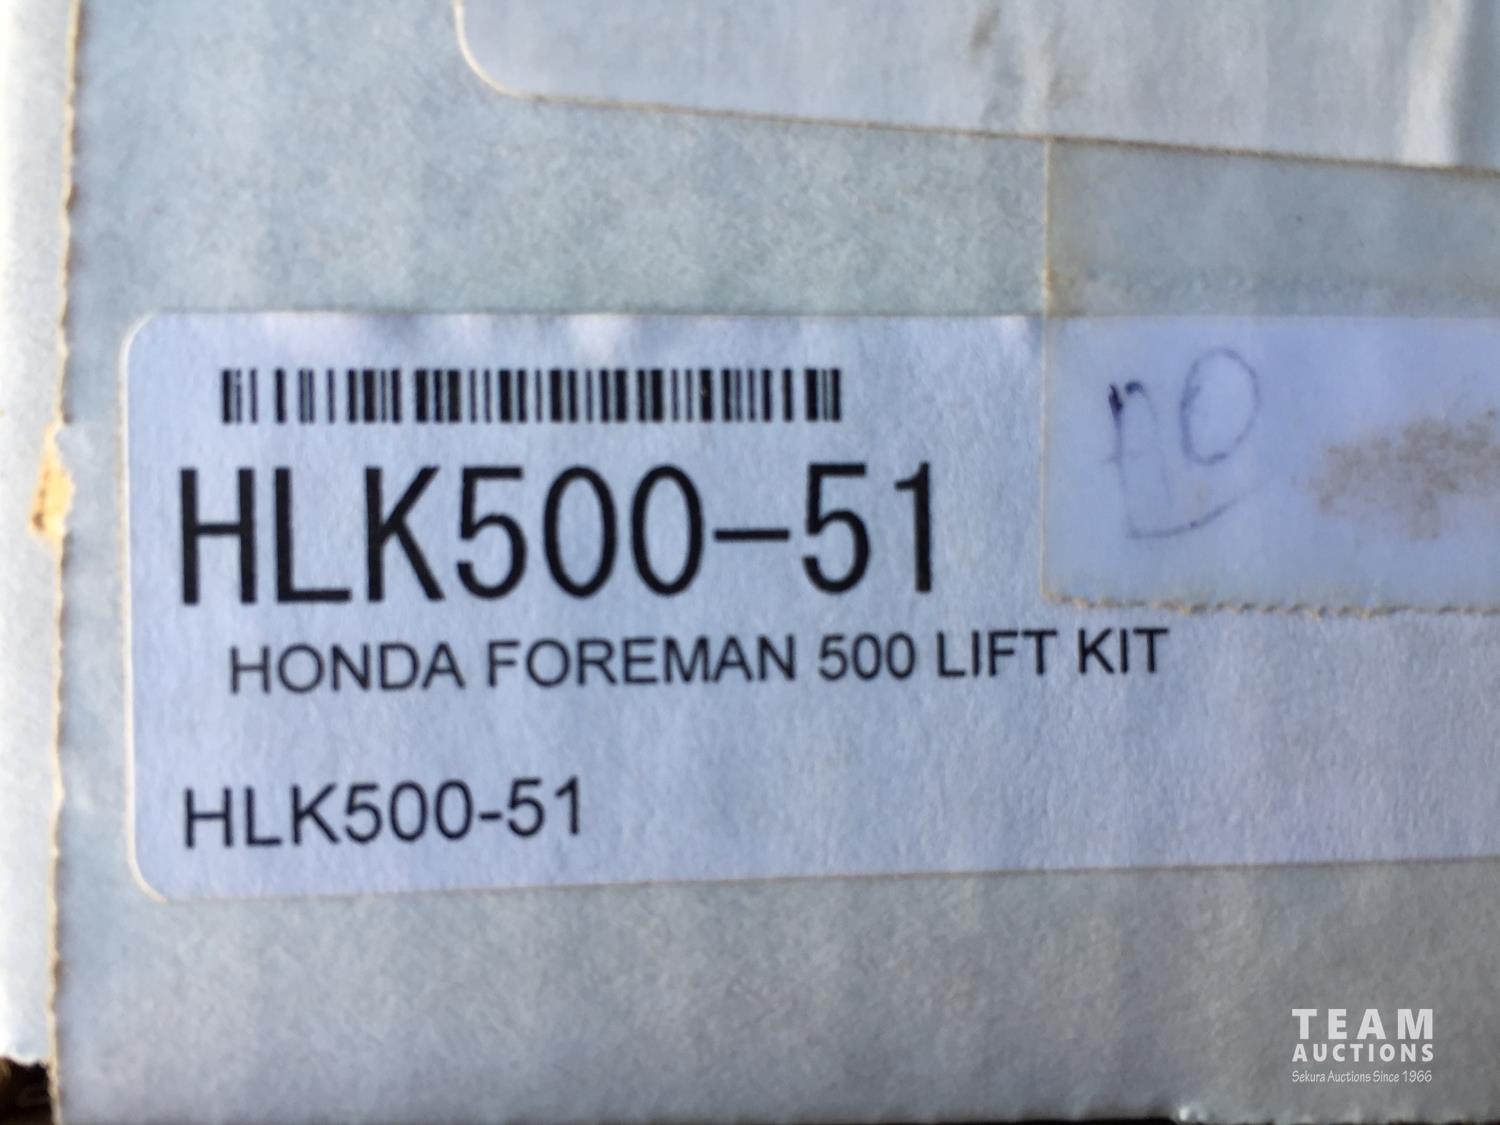 HLK500-51
HONDA FOREMAN 500 LIFT KIT
HLK500-51
TEAM
AUCTIONS
Sekura Auctions Since 1966